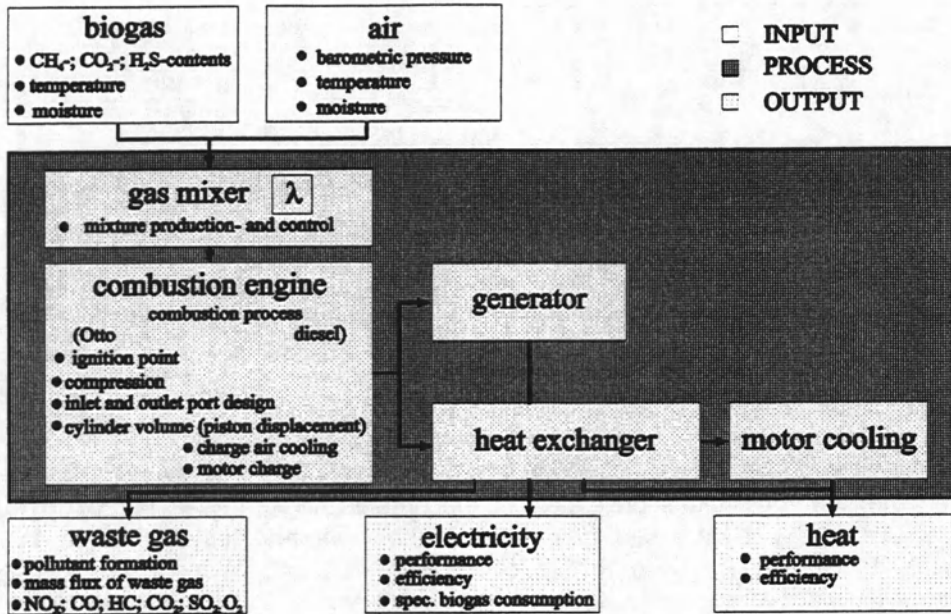 biogas
● CH₄-; CO₂-; H₂S-contents
● temperature
● moisture
air
● barometric pressure
● temperature
● moisture
INPUT
PROCESS
OUTPUT
gas mixer λ
● mixture production- and control
combustion engine
combustion process
(Otto diesel)
● ignition point
● compression
● inlet and outlet port design
● cylinder volume (piston displacement)
● charge air cooling
● motor charge
generator
heat exchanger
motor cooling
waste gas
● pollutant formation
● mass flux of waste gas
● NOₓ; CO; HC; CO₂; SO₂ O₂
electricity
● performance
● efficiency
● spec. biogas consumption
heat
● performance
● efficiency